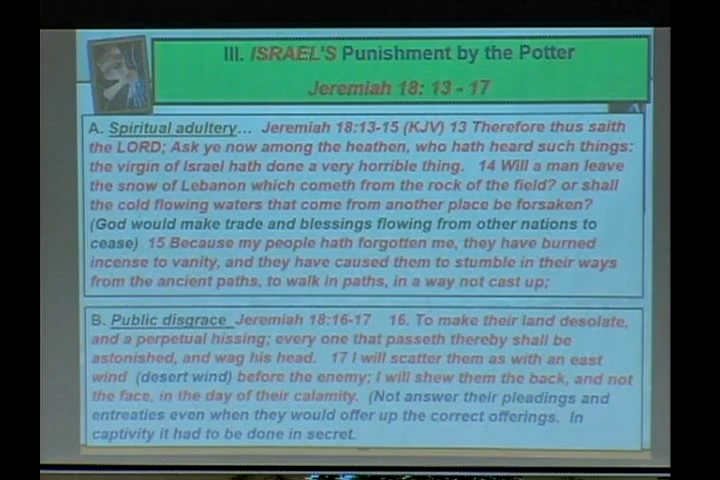 III. ISRAEL'S Punishment by the Potter
Jeremiah 18: 13 - 17
A. Spiritual adultery... Jeremiah 18:13-15 (KJV) 13 Therefore thus saith
the LORD; Ask ye now among the heathen, who hath heard such things:
the virgin of Israel hath done a very horrible thing. 14 Will a man leave
the snow of Lebanon which cometh from the rock of the field? or shall
the cold flowing waters that come from another place be forsaken?
(God would make trade and blessings flowing from other nations to
cease) 15 Because my people hath forgotten me, they have burned
incense to vanity, and they have caused them to stumble in their ways
from the ancient paths, to walk in paths, in a way not cast up;
B. Public disgrace Jeremiah 18:16-17 16. To make their land desolate,
and a perpetual hissing; every one that passeth thereby shall be
astonished, and wag his head. 17 I will scatter them as with an east
wind (desert wind) before the enemy; I will shew them the back, and not
the face, in the day of their calamity. (Not answer their pleadings and
entreaties even when they would offer up the correct offerings. In
captivity it had to be done in secret.